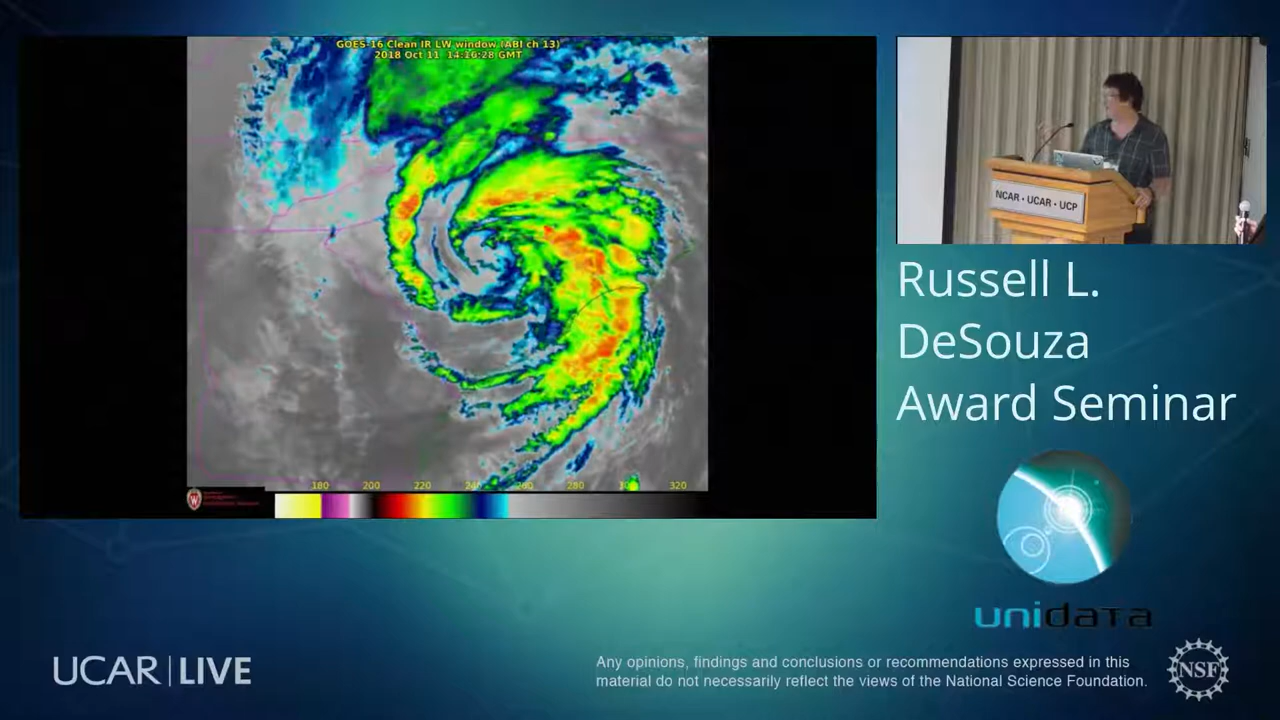 GOES-16 Clean IR LW window (ABI ch 13)
2018 Oct 11 14:16:28 GMT
180 200 220 240 260 280 300 320
NCAR • UCAR • UCP
Russell L.
DeSouza
Award Seminar
unidata
UCAR | LIVE
Any opinions, findings and conclusions or recommendations expressed in this
material do not necessarily reflect the views of the National Science Foundation.
NSF